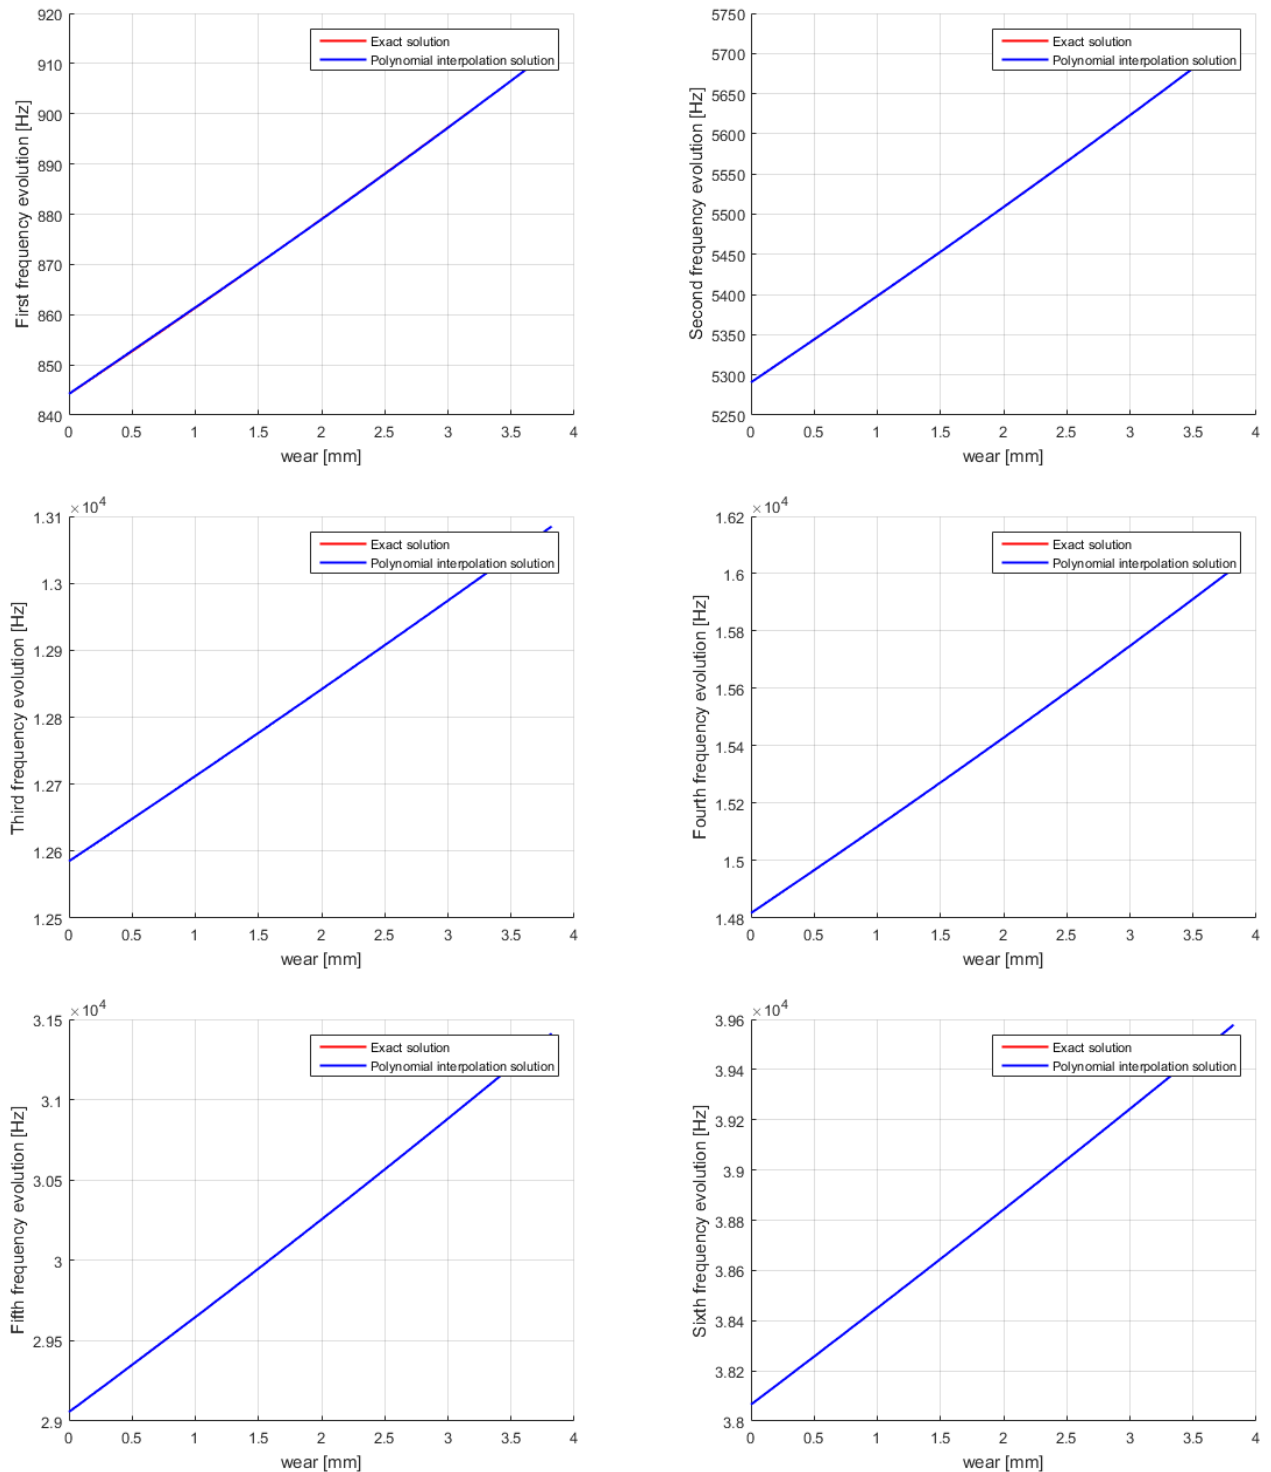 920
910
900
890
880
870
860
850
840
First frequency evolution [Hz]
Exact solution
Polynomial interpolation solution
0 0.5 1 1.5 2 2.5 3 3.5 4
wear [mm]
5750
5700
5650
5600
5550
5500
5450
5400
5350
5300
5250
Second frequency evolution [Hz]
Exact solution
Polynomial interpolation solution
0 0.5 1 1.5 2 2.5 3 3.5 4
wear [mm]
×10⁴
1.31
1.3
1.29
1.28
1.27
1.26
1.25
Third frequency evolution [Hz]
Exact solution
Polynomial interpolation solution
0 0.5 1 1.5 2 2.5 3 3.5 4
wear [mm]
×10⁴
1.62
1.6
1.58
1.56
1.54
1.52
1.5
1.48
Fourth frequency evolution [Hz]
Exact solution
Polynomial interpolation solution
0 0.5 1 1.5 2 2.5 3 3.5 4
wear [mm]
×10⁴
3.15
3.1
3.05
3
2.95
2.9
Fifth frequency evolution [Hz]
Exact solution
Polynomial interpolation solution
0 0.5 1 1.5 2 2.5 3 3.5 4
wear [mm]
×10⁴
3.96
3.94
3.92
3.9
3.88
3.86
3.84
3.82
3.8
Sixth frequency evolution [Hz]
Exact solution
Polynomial interpolation solution
0 0.5 1 1.5 2 2.5 3 3.5 4
wear [mm]